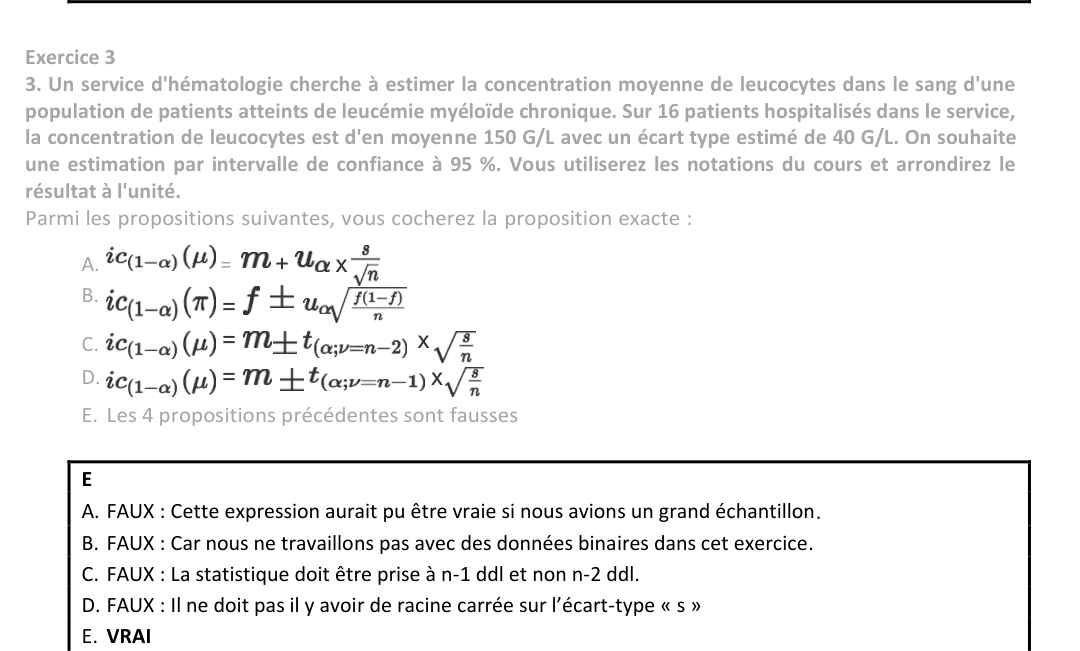 Exercice 3
3. Un service d'hématologie cherche à estimer la concentration moyenne de leucocytes dans le sang d'une
population de patients atteints de leucémie myéloïde chronique. Sur 16 patients hospitalisés dans le service,
la concentration de leucocytes est d'en moyenne 150 G/L avec un écart type estimé de 40 G/L. On souhaite
une estimation par intervalle de confiance à 95 %. Vous utiliserez les notations du cours et arrondirez le
résultat à l'unité.
Parmi les propositions suivantes, vous cocherez la proposition exacte :
A. ic(1−α)(μ) = m + uα x s/√n
B. ic(1−α)(π) = f ± uα√(f(1−f)/n)
C. ic(1−α)(μ) = m ± t(α;ν=n−2) x √(s/n)
D. ic(1−α)(μ) = m ± t(α;ν=n−1) x √(s/n)
E. Les 4 propositions précédentes sont fausses
E
A. FAUX : Cette expression aurait pu être vraie si nous avions un grand échantillon.
B. FAUX : Car nous ne travaillons pas avec des données binaires dans cet exercice.
C. FAUX : La statistique doit être prise à n-1 ddl et non n-2 ddl.
D. FAUX : Il ne doit pas il y avoir de racine carrée sur l'écart-type « s »
E. VRAI